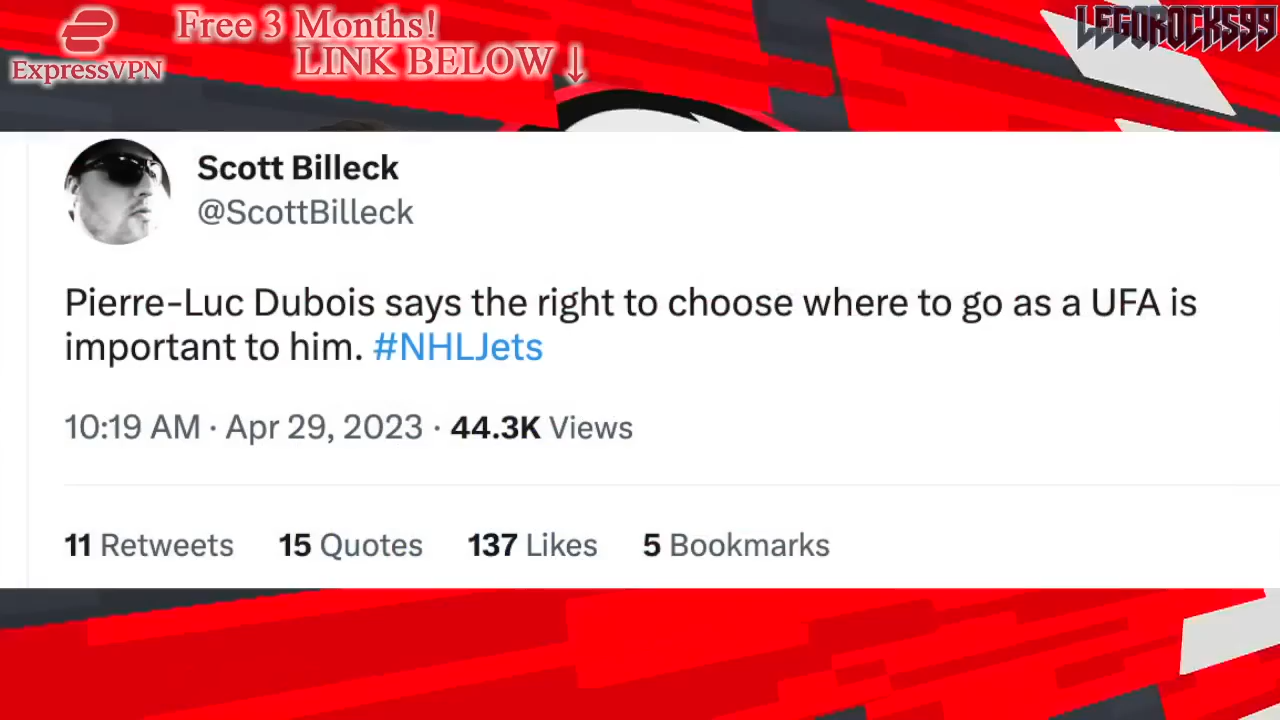 Free 3 Months!
LINK BELOW ↓
ExpressVPN
LEGOROCKS99
Scott Billeck
@ScottBilleck
Pierre-Luc Dubois says the right to choose where to go as a UFA is
important to him. #NHLJets
10:19 AM · Apr 29, 2023 · 44.3K Views
11 Retweets 15 Quotes 137 Likes 5 Bookmarks